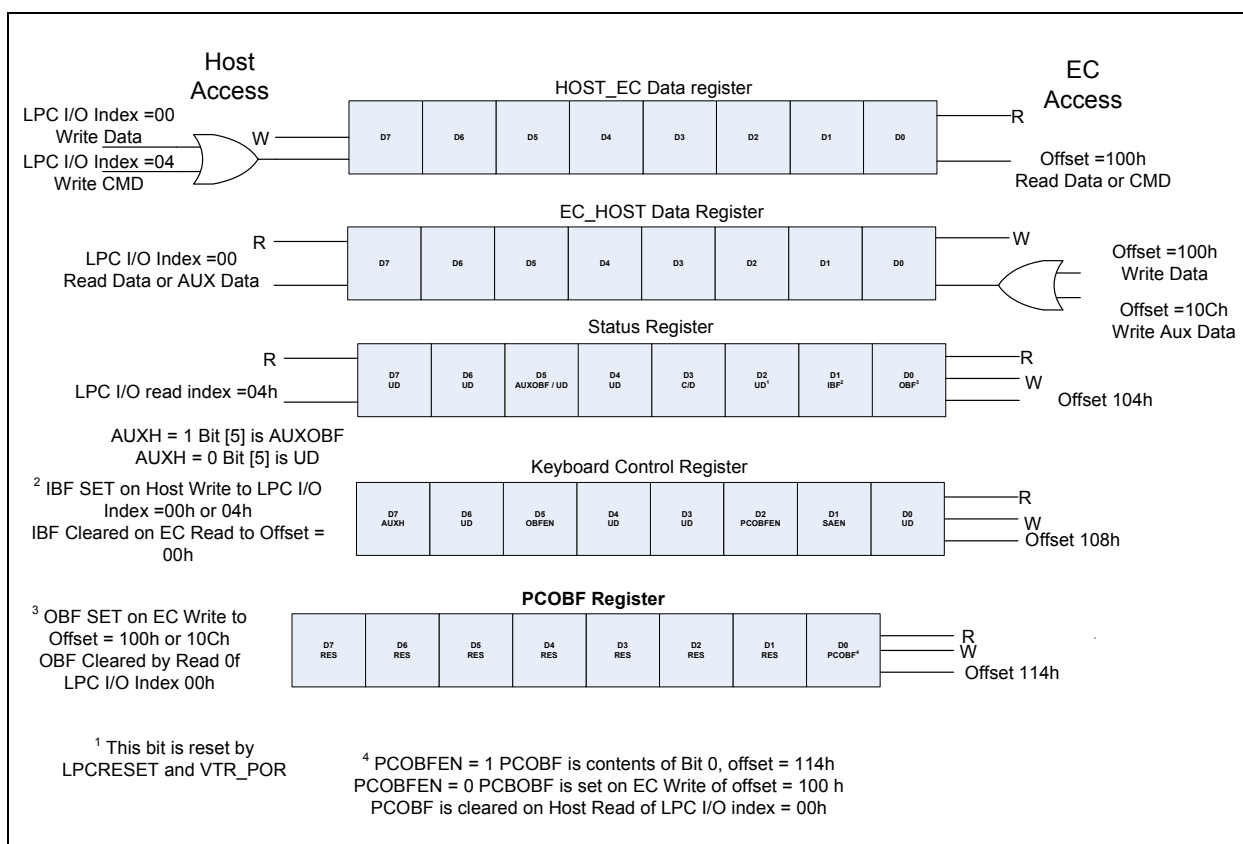 Host
Access
EC
Access
HOST_EC Data register
LPC I/O Index =00
Write Data
LPC I/O Index =04
Write CMD
W
D7 D6 D5 D4 D3 D2 D1 D0
R
Offset =100h
Read Data or CMD
EC_HOST Data Register
R
LPC I/O Index =00
Read Data or AUX Data
D7 D6 D5 D4 D3 D2 D1 D0
W
Offset =100h
Write Data
Offset =10Ch
Write Aux Data
Status Register
R
LPC I/O read index =04h
D7 D6 D5 D4 D3 D2 D1 D0
UD UD AUXOBF / UD UD C/D UD¹ IBF² OBF³
R
W
Offset 104h
AUXH = 1 Bit [5] is AUXOBF
AUXH = 0 Bit [5] is UD
Keyboard Control Register
² IBF SET on Host Write to LPC I/O
Index =00h or 04h
IBF Cleared on EC Read to Offset =
00h
D7 D6 D5 D4 D3 D2 D1 D0
AUXH UD OBFEN UD UD PCOBFEN SAEN UD
R
W
Offset 108h
PCOBF Register
³ OBF SET on EC Write to
Offset = 100h or 10Ch
OBF Cleared by Read 0f
LPC I/O Index 00h
D7 D6 D5 D4 D3 D2 D1 D0
RES RES RES RES RES RES RES PCOBF⁴
R
W
Offset 114h
¹ This bit is reset by
LPCRESET and VTR_POR
⁴ PCOBFEN = 1 PCOBF is contents of Bit 0, offset = 114h
PCOBFEN = 0 PCBOBF is set on EC Write of offset = 100 h
PCOBF is cleared on Host Read of LPC I/O index = 00h